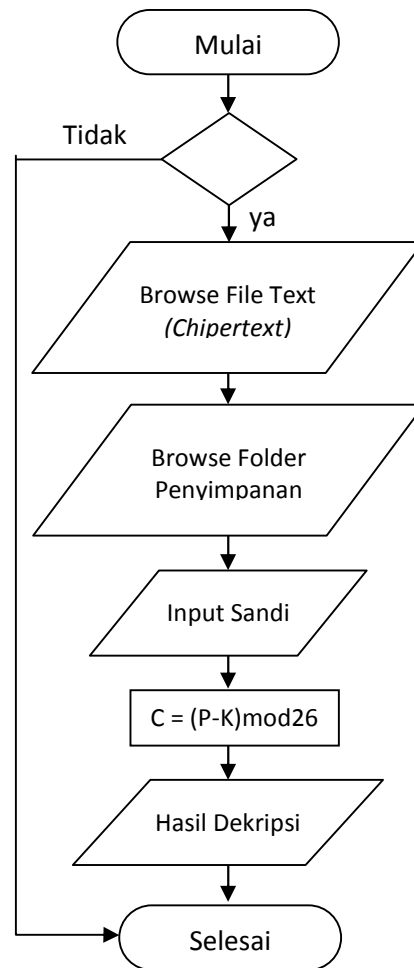 Mulai
Tidak
ya
Browse File Text
(Chipertext)
Browse Folder
Penyimpanan
Input Sandi
C = (P-K)mod26
Hasil Dekripsi
Selesai